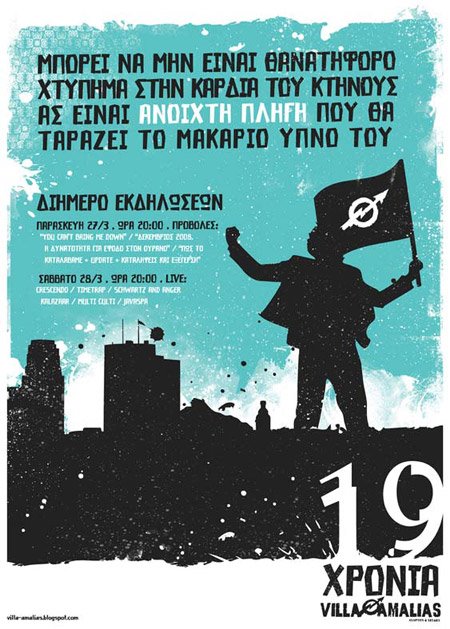 ΜΠΟΡΕΙ ΝΑ ΜΗΝ ΕΙΝΑΙ ΘΑΝΑΤΗΦΟΡΟ
ΧΤΥΠΗΜΑ ΣΤΗΝ ΚΑΡΔΙΑ ΤΟΥ ΚΤΗΝΟΥΣ
ΑΣ ΕΙΝΑΙ ΑΝΟΙΧΤΗ ΠΛΗΓΗ ΠΟΥ ΘΑ
ΤΑΡΑΖΕΙ ΤΟ ΜΑΚΑΡΙΟ ΥΠΝΟ ΤΟΥ
ΔΙΗΜΕΡΟ ΕΚΔΗΛΩΣΕΩΝ
ΠΑΡΑΣΚΕΥΗ 27/3 . ΩΡΑ 20:00 . ΠΡΟΒΟΛΕΣ:
"YOU CAN'T BRING ME DOWN" / "ΔΕΚΕΜΒΡΙΟΣ 2008.
Η ΔΥΝΑΤΟΤΗΤΑ ΓΙΑ ΕΦΟΔΟ ΣΤΟΝ ΟΥΡΑΝΟ" / "ΠΩΣ ΤΟ
ΚΑΤΑΛΑΒΑΜΕ + UPDATE + ΚΑΤΑΛΗΨΕΙΣ ΚΑΙ ΕΞΕΓΕΡΣΗ"
ΣΑΒΒΑΤΟ 28/3 . ΩΡΑ 20:00 . LIVE:
CRESCENDO / TIMETRAP / SCHWARTZ AND ANGER
KALAZAAR / MULTI CULTI / JAVASPA
19
ΧΡΟΝΙΑ
VILLA AMALIAS
villa-amalias.blogspot.com